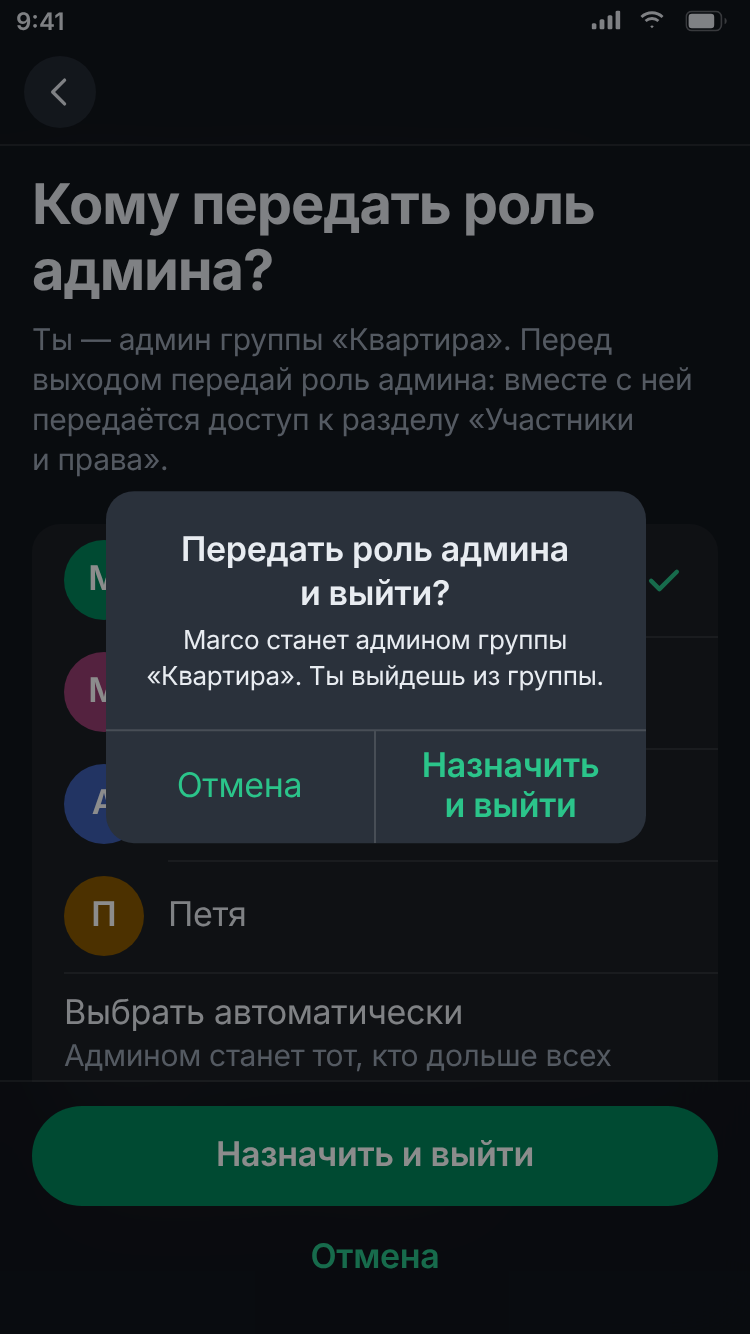 9:41
Кому передать роль
админа?
Ты — админ группы «Квартира». Перед
выходом передай роль админа: вместе с ней
передаётся доступ к разделу «Участники
и права».
Передать роль админа
и выйти?
Marco станет админом группы
«Квартира». Ты выйдешь из группы.
Отмена
Назначить
и выйти
П
Петя
Выбрать автоматически
Админом станет тот, кто дольше всех
Назначить и выйти
Отмена